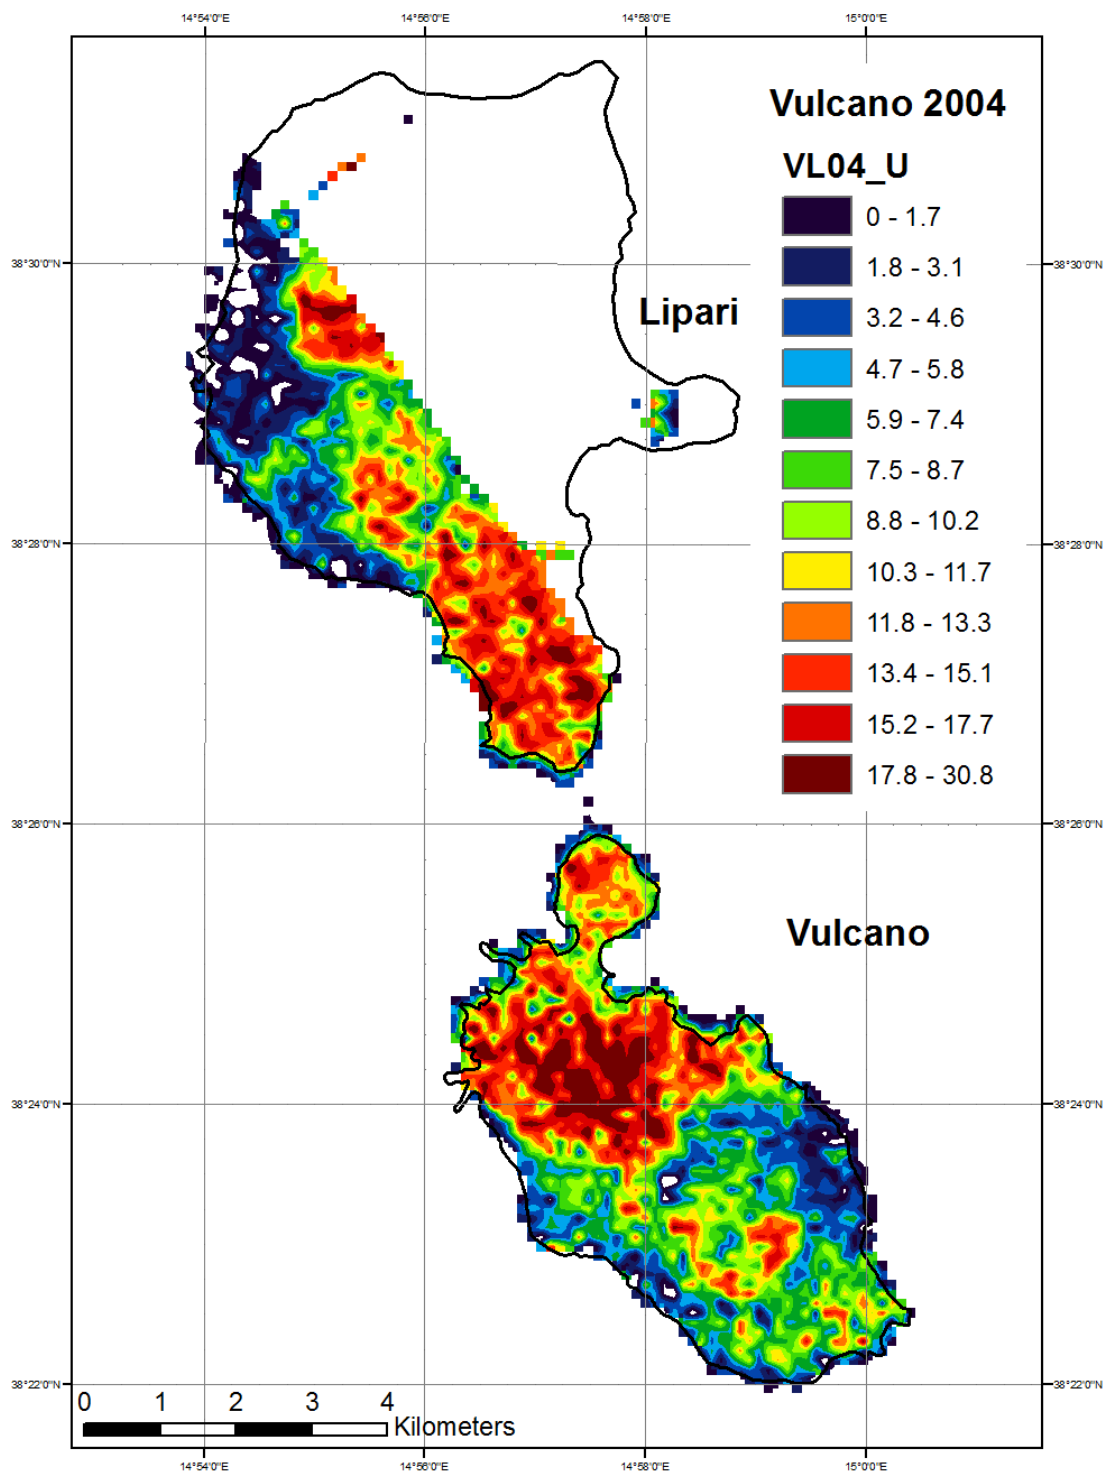 14°54'0"E 14°56'0"E 14°58'0"E 15°0'0"E
Vulcano 2004
VL04_U
0 - 1.7
1.8 - 3.1
3.2 - 4.6
4.7 - 5.8
5.9 - 7.4
7.5 - 8.7
8.8 - 10.2
10.3 - 11.7
11.8 - 13.3
13.4 - 15.1
15.2 - 17.7
17.8 - 30.8
38°30'0"N 38°30'0"N
Lipari
38°28'0"N 38°28'0"N
38°26'0"N 38°26'0"N
Vulcano
38°24'0"N 38°24'0"N
38°22'0"N 38°22'0"N
0 1 2 3 4
Kilometers
14°54'0"E 14°56'0"E 14°58'0"E 15°0'0"E